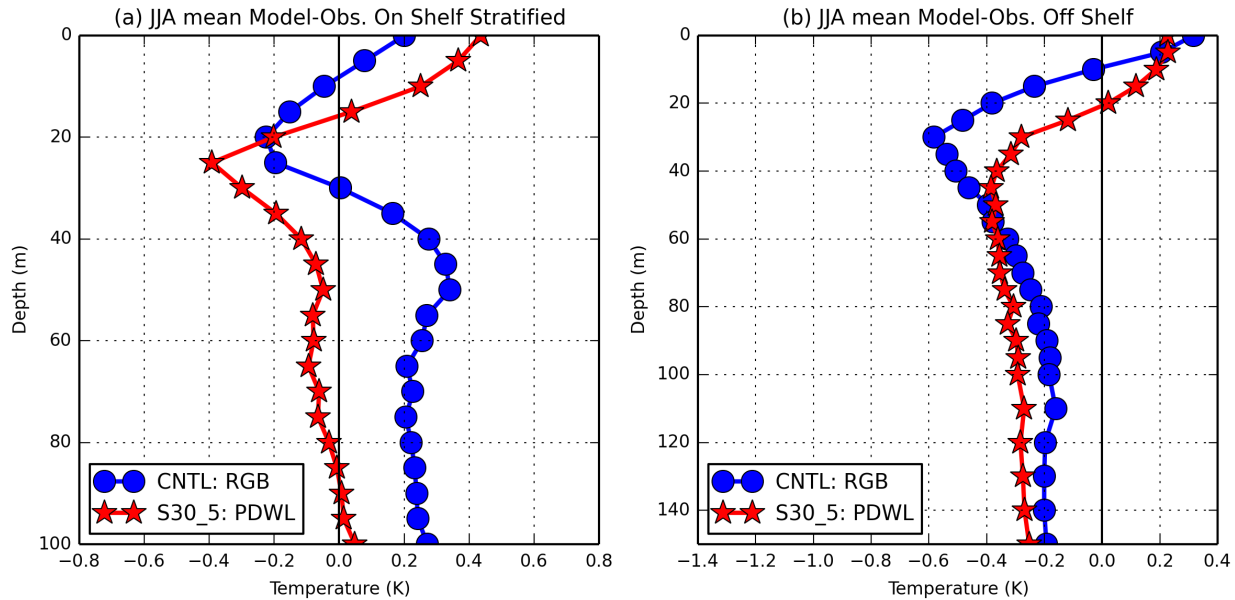 (a) JJA mean Model-Obs. On Shelf Stratified
0
20
40
60
80
100
Depth (m)
CNTL: RGB
S30_5: PDWL
−0.8 −0.6 −0.4 −0.2 0.0 0.2 0.4 0.6 0.8
Temperature (K)
(b) JJA mean Model-Obs. Off Shelf
0
20
40
60
80
100
120
140
Depth (m)
CNTL: RGB
S30_5: PDWL
−1.4 −1.2 −1.0 −0.8 −0.6 −0.4 −0.2 0.0 0.2 0.4
Temperature (K)